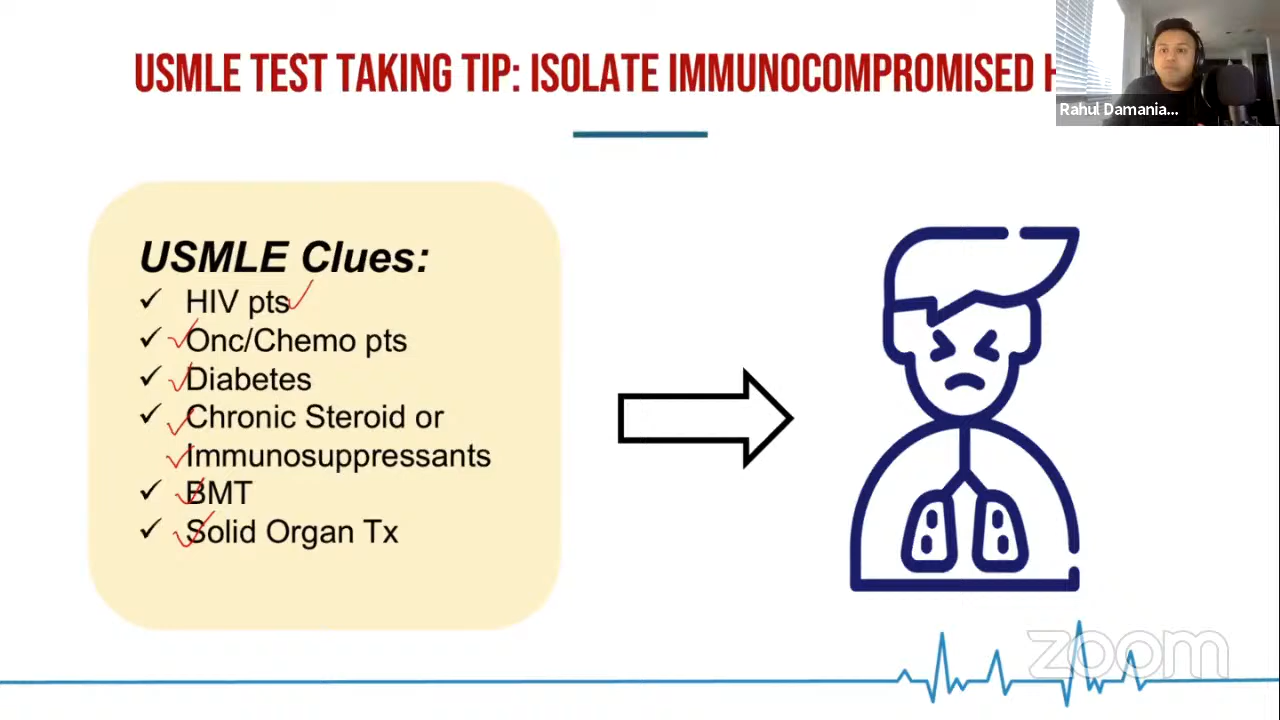 USMLE TEST TAKING TIP: ISOLATE IMMUNOCOMPROMISED
Rahul Damania...
USMLE Clues:
✓ HIV pts
✓ Onc/Chemo pts
✓ Diabetes
✓ Chronic Steroid or
Immunosuppressants
✓ BMT
✓ Solid Organ Tx
zoom